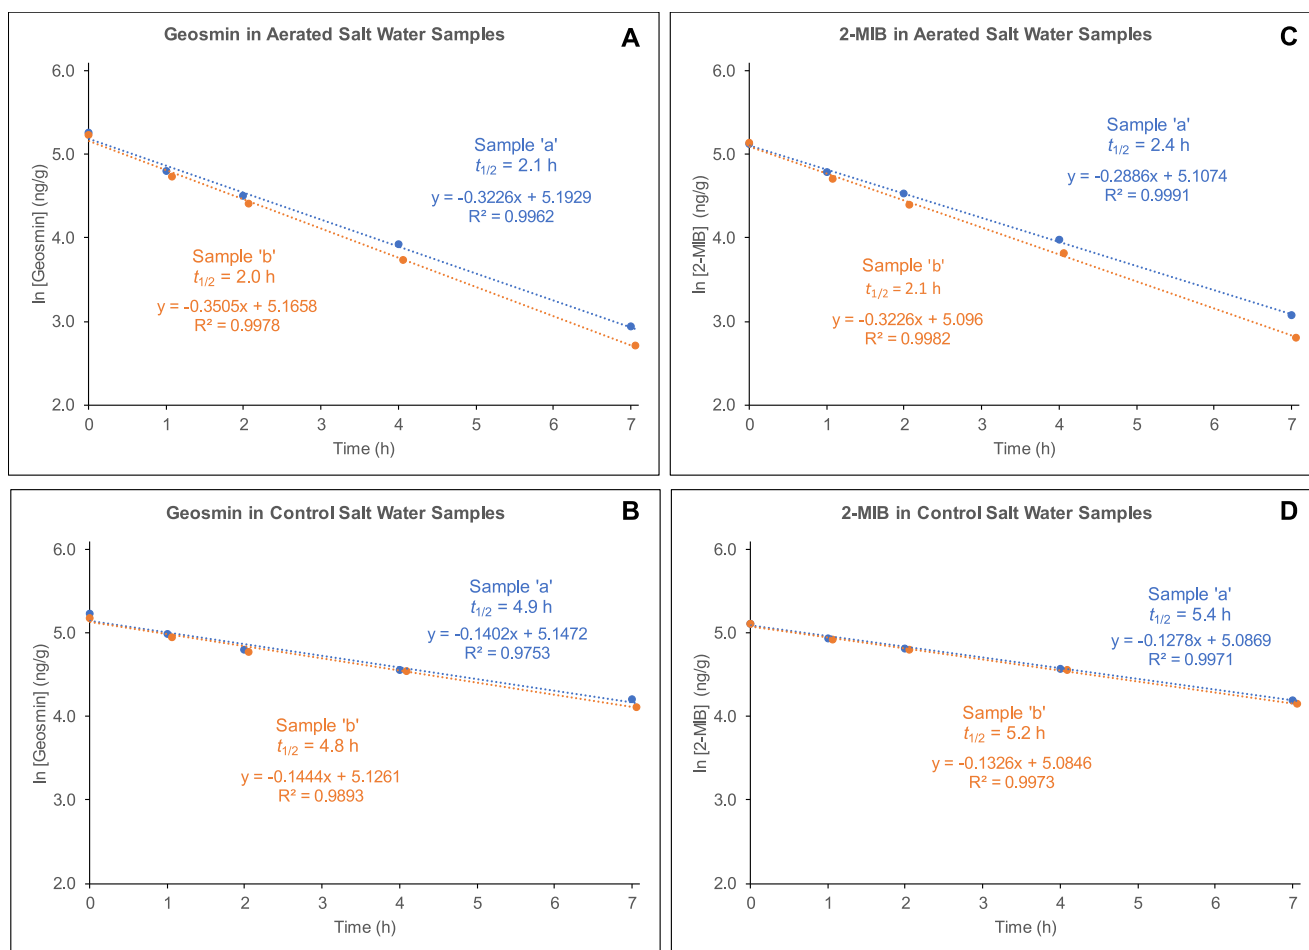 Geosmin in Aerated Salt Water Samples
A
6.0
5.0
4.0
3.0
2.0
ln [Geosmin] (ng/g)
Sample 'a'
t1/2 = 2.1 h
y = -0.3226x + 5.1929
R² = 0.9962
Sample 'b'
t1/2 = 2.0 h
y = -0.3505x + 5.1658
R² = 0.9978
0 1 2 3 4 5 6 7
Time (h)
2-MIB in Aerated Salt Water Samples
C
6.0
5.0
4.0
3.0
2.0
ln [2-MIB] (ng/g)
Sample 'a'
t1/2 = 2.4 h
y = -0.2886x + 5.1074
R² = 0.9991
Sample 'b'
t1/2 = 2.1 h
y = -0.3226x + 5.096
R² = 0.9982
0 1 2 3 4 5 6 7
Time (h)
Geosmin in Control Salt Water Samples
B
6.0
5.0
4.0
3.0
2.0
ln [Geosmin] (ng/g)
Sample 'a'
t1/2 = 4.9 h
y = -0.1402x + 5.1472
R² = 0.9753
Sample 'b'
t1/2 = 4.8 h
y = -0.1444x + 5.1261
R² = 0.9893
0 1 2 3 4 5 6 7
Time (h)
2-MIB in Control Salt Water Samples
D
6.0
5.0
4.0
3.0
2.0
ln [2-MIB] (ng/g)
Sample 'a'
t1/2 = 5.4 h
y = -0.1278x + 5.0869
R² = 0.9971
Sample 'b'
t1/2 = 5.2 h
y = -0.1326x + 5.0846
R² = 0.9973
0 1 2 3 4 5 6 7
Time (h)